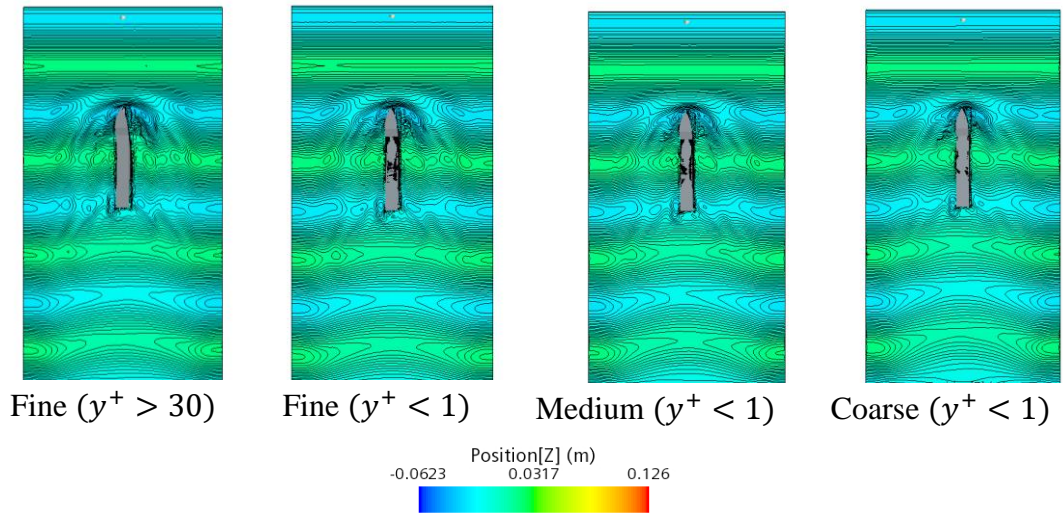 Fine (y⁺ > 30) Fine (y⁺ < 1) Medium (y⁺ < 1) Coarse (y⁺ < 1)
Position[Z] (m)
-0.0623 0.0317 0.126